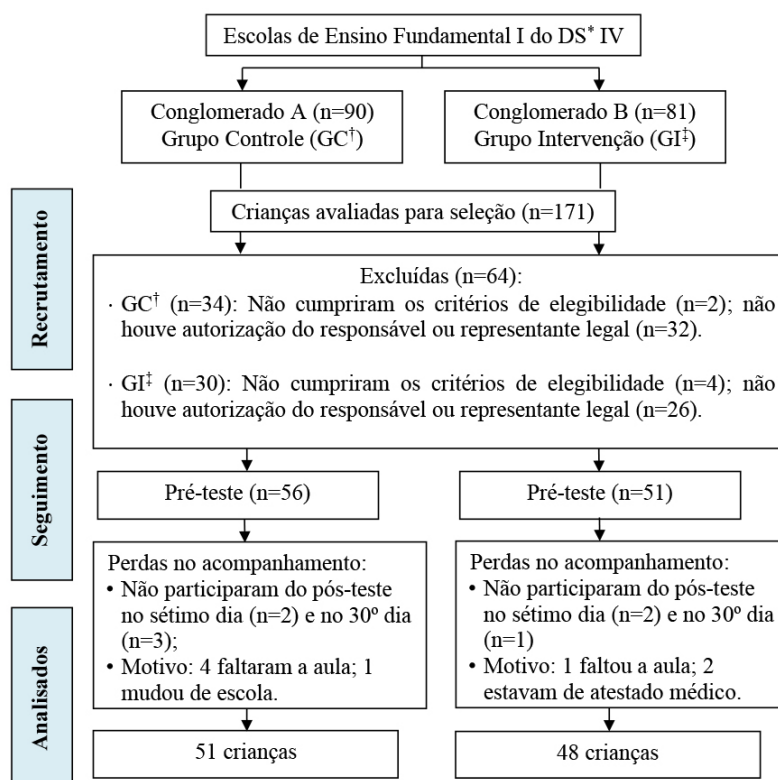 Escolas de Ensino Fundamental I do DS* IV
Conglomerado A (n=90)
Grupo Controle (GC†)
Conglomerado B (n=81)
Grupo Intervenção (GI‡)
Crianças avaliadas para seleção (n=171)
Recrutamento
Excluídas (n=64):
· GC† (n=34): Não cumpriram os critérios de elegibilidade (n=2); não
houve autorização do responsável ou representante legal (n=32).
· GI‡ (n=30): Não cumpriram os critérios de elegibilidade (n=4); não
houve autorização do responsável ou representante legal (n=26).
Seguimento
Pré-teste (n=56)
Pré-teste (n=51)
Perdas no acompanhamento:
• Não participaram do pós-teste
no sétimo dia (n=2) e no 30º dia
(n=3);
• Motivo: 4 faltaram a aula; 1
mudou de escola.
Perdas no acompanhamento:
• Não participaram do pós-teste
no sétimo dia (n=2) e no 30º dia
(n=1)
• Motivo: 1 faltou a aula; 2
estavam de atestado médico.
Analisados
51 crianças
48 crianças